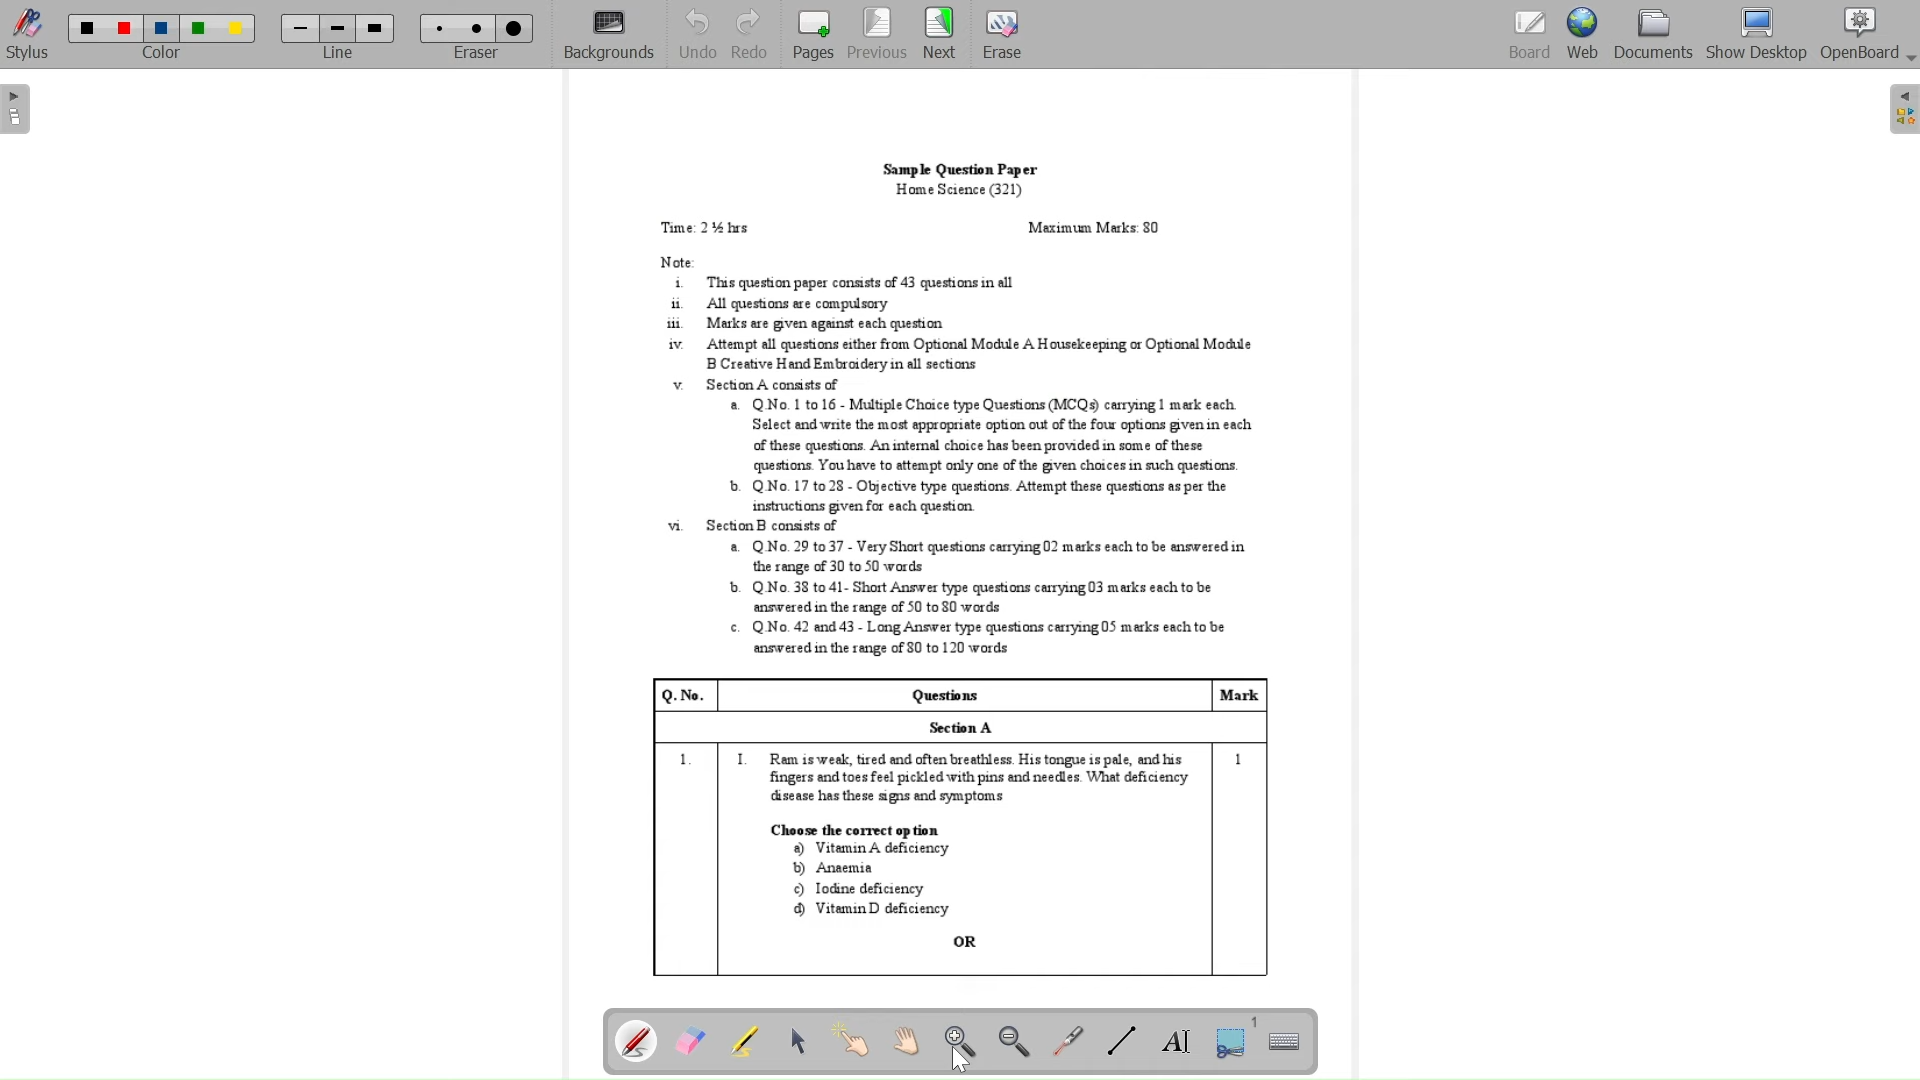 Stylus Color Line Eraser Backgrounds Undo Redo Pages Previous Next Erase Board Web Documents Show Desktop OpenBoard
Sample Question Paper
Home Science (321)
Time: 2 ½ hrs Maximum Marks: 80
Note:
i. This question paper consists of 43 questions in all
ii. All questions are compulsory
iii. Marks are given against each question
iv. Attempt all questions either from Optional Module A Housekeeping or Optional Module
B Creative Hand Embroidery in all sections
v. Section A consists of
a. Q.No. 1 to 16 - Multiple Choice type Questions (MCQs) carrying 1 mark each.
Select and write the most appropriate option out of the four options given in each
of these questions. An internal choice has been provided in some of these
questions. You have to attempt only one of the given choices in such questions.
b. Q.No. 17 to 28 - Objective type questions. Attempt these questions as per the
instructions given for each question.
vi. Section B consists of
a. Q.No. 29 to 37 - Very Short questions carrying 02 marks each to be answered in
the range of 30 to 50 words
b. Q.No. 38 to 41- Short Answer type questions carrying 03 marks each to be
answered in the range of 50 to 80 words
c. Q.No. 42 and 43 - Long Answer type questions carrying 05 marks each to be
answered in the range of 80 to 120 words
Q. No. Questions Mark
Section A
1. I. Ram is weak, tired and often breathless. His tongue is pale, and his 1
fingers and toes feel pickled with pins and needles. What deficiency
disease has these signs and symptoms
Choose the correct option
a) Vitamin A deficiency
b) Anaemia
c) Iodine deficiency
d) Vitamin D deficiency
OR
AI 1